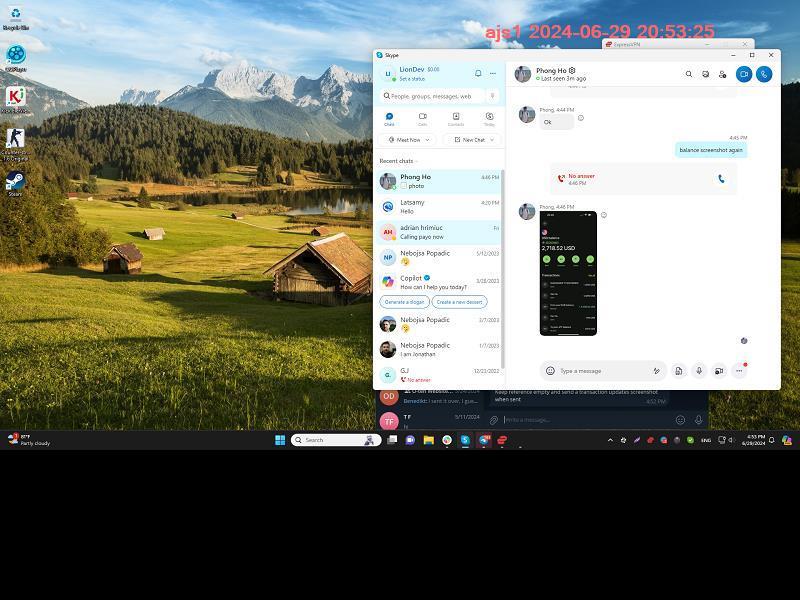 ajs1 2024-06-29 20:53:25
Recycle Bin
Steam
ExpressVPN
Skype
LionDev $0.00
Set a status
People, groups, messages, web
Chats
Calls
Contacts
Today
Meet Now
New Chat
Recent chats
Phong Ho 4:46 PM
photo
Latsamy 4:20 PM
Hello
adrian hrimiuc Fri
Calling payo now
Nebojsa Popadic 5/12/2023
Copilot 3/28/2023
How can I help you today?
Generate a slogan
Create a new dessert
Nebojsa Popadic 2/7/2023
Nebojsa Popadic 1/7/2023
I am Jonathan
GJ 12/23/2022
No answer
Phong Ho
Last seen 3m ago
Phong, 4:44 PM
Ok
4:45 PM
balance screenshot again
No answer
4:46 PM
Phong, 4:46 PM
2,718.52 USD
Transactions
Type a message
OD
Benedikt: I sent it over, I gue...
Keep reference empty and send a transaction updates screenshot
when sent
4:52 PM
TF
T F 5/11/2024
Write a message...
81°F
Partly cloudy
Search
ENG
4:53 PM
6/29/2024